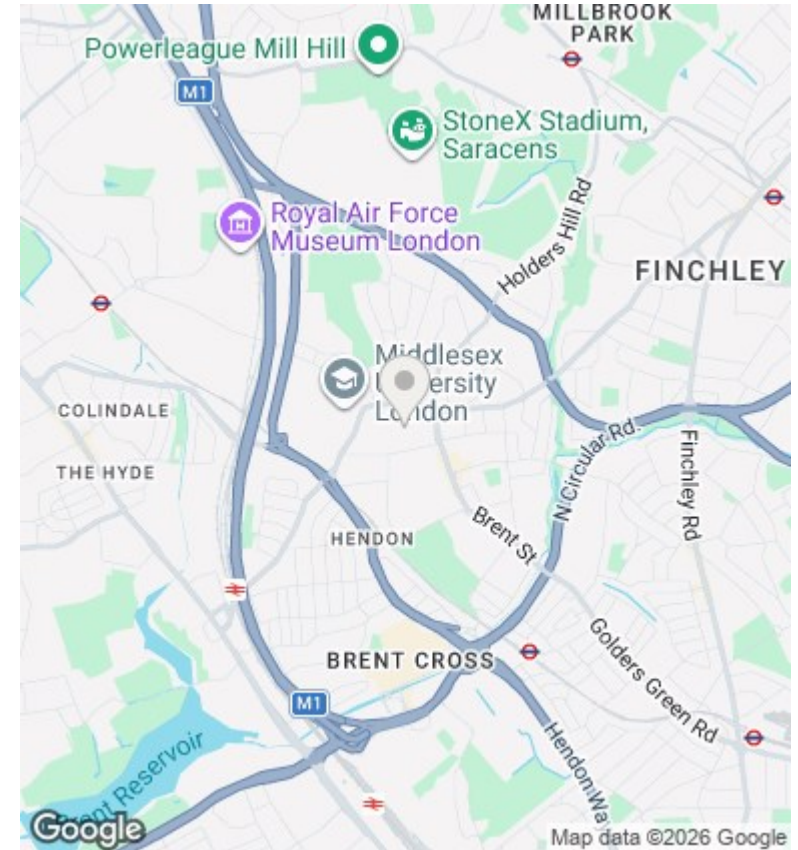 MILLBROOK
PARK
Powerleague Mill Hill
M1
StoneX Stadium,
Saracens
Royal Air Force
Museum London
Holders Hill Rd
FINCHLEY
Middlesex
University
London
COLINDALE
THE HYDE
N Circular Rd.
Finchley Rd
Brent St
HENDON
Golders Green Rd
BRENT CROSS
M1
Hendon Wa
Brent Reservoir
Google
Map data ©2026 Google